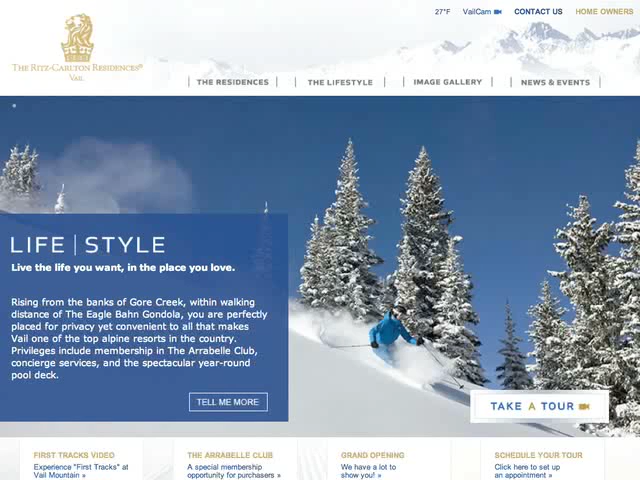 27°F VailCam CONTACT US HOME OWNERS
THE RITZ-CARLTON RESIDENCES®
VAIL
THE RESIDENCES THE LIFESTYLE IMAGE GALLERY NEWS & EVENTS
LIFE | STYLE
Live the life you want, in the place you love.
Rising from the banks of Gore Creek, within walking
distance of The Eagle Bahn Gondola, you are perfectly
placed for privacy yet convenient to all that makes
Vail one of the top alpine resorts in the country.
Privileges include membership in The Arrabelle Club,
concierge services, and the spectacular year-round
pool deck.
TELL ME MORE
TAKE A TOUR
FIRST TRACKS VIDEO
Experience "First Tracks" at
Vail Mountain »
THE ARRABELLE CLUB
A special membership
opportunity for purchasers »
GRAND OPENING
We have a lot to
show you! »
SCHEDULE YOUR TOUR
Click here to set up
an appointment »